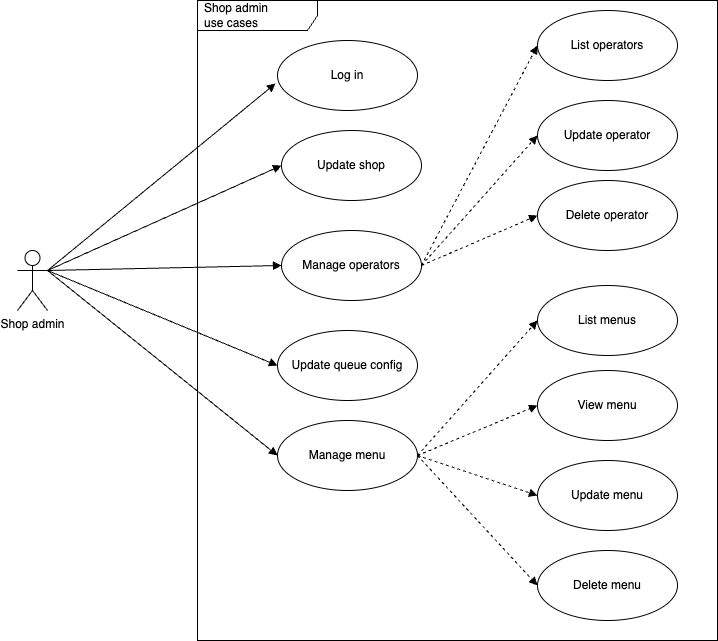 Shop admin
use cases
Log in
Update shop
Manage operators
Update queue config
Manage menu
List operators
Update operator
Delete operator
List menus
View menu
Update menu
Delete menu
Shop admin